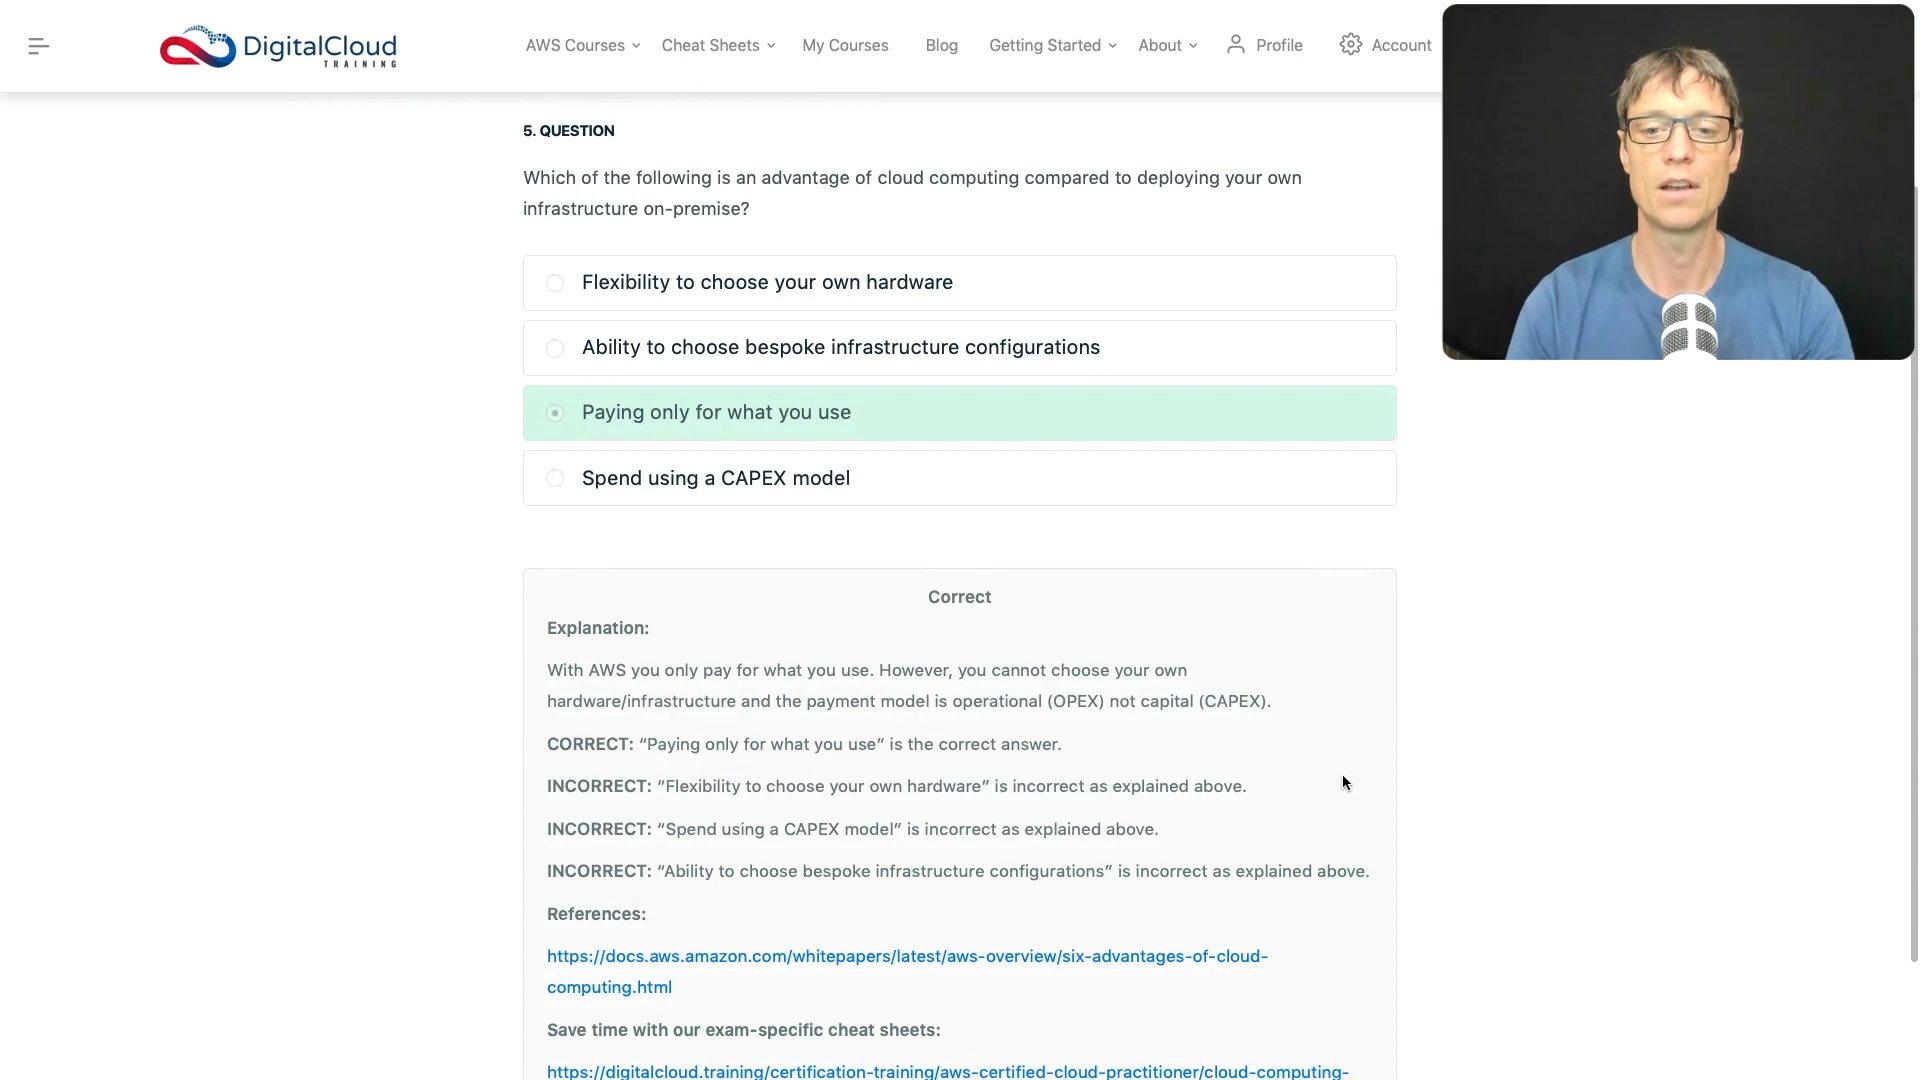 DigitalCloud
TRAINING
AWS Courses
Cheat Sheets
My Courses
Blog
Getting Started
About
Profile
Account
5. QUESTION
Which of the following is an advantage of cloud computing compared to deploying your own
infrastructure on-premise?
Flexibility to choose your own hardware
Ability to choose bespoke infrastructure configurations
Paying only for what you use
Spend using a CAPEX model
Correct
Explanation:
With AWS you only pay for what you use. However, you cannot choose your own
hardware/infrastructure and the payment model is operational (OPEX) not capital (CAPEX).
CORRECT: “Paying only for what you use” is the correct answer.
INCORRECT: “Flexibility to choose your own hardware” is incorrect as explained above.
INCORRECT: “Spend using a CAPEX model” is incorrect as explained above.
INCORRECT: “Ability to choose bespoke infrastructure configurations” is incorrect as explained above.
References:
https://docs.aws.amazon.com/whitepapers/latest/aws-overview/six-advantages-of-cloud-
computing.html
Save time with our exam-specific cheat sheets:
https://digitalcloud.training/certification-training/aws-certified-cloud-practitioner/cloud-computing-